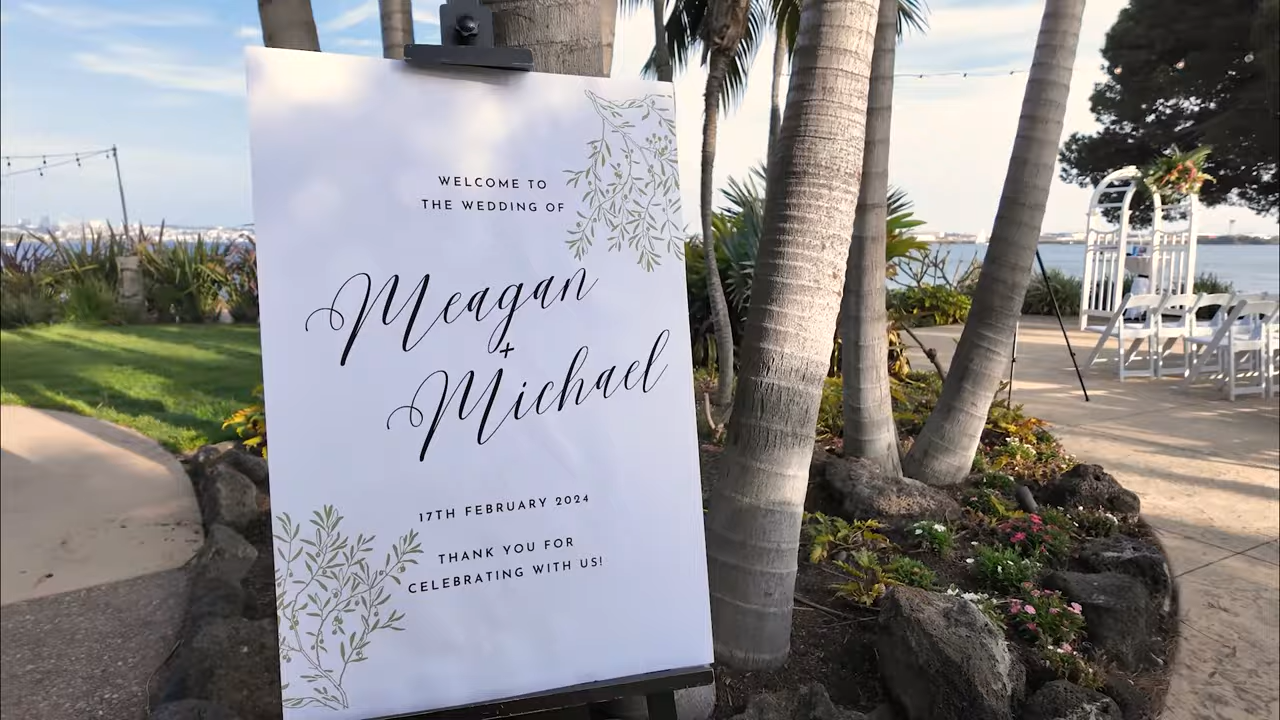 WELCOME TO
THE WEDDING OF
Meagan
+
Michael
17TH FEBRUARY 2024
THANK YOU FOR
CELEBRATING WITH US!